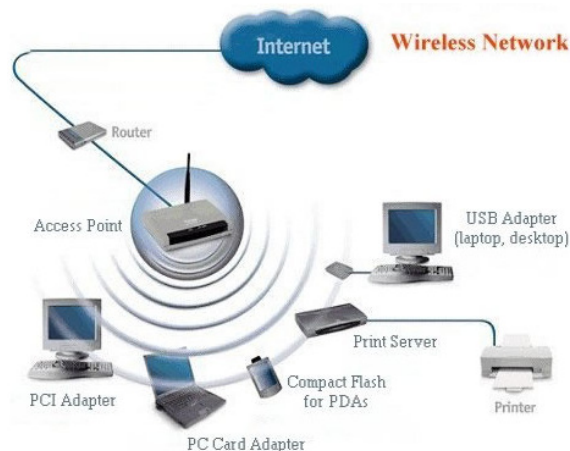 Internet
Wireless Network
Router
Access Point
USB Adapter
(laptop, desktop)
Print Server
PCI Adapter
Compact Flash
for PDAs
Printer
PC Card Adapter